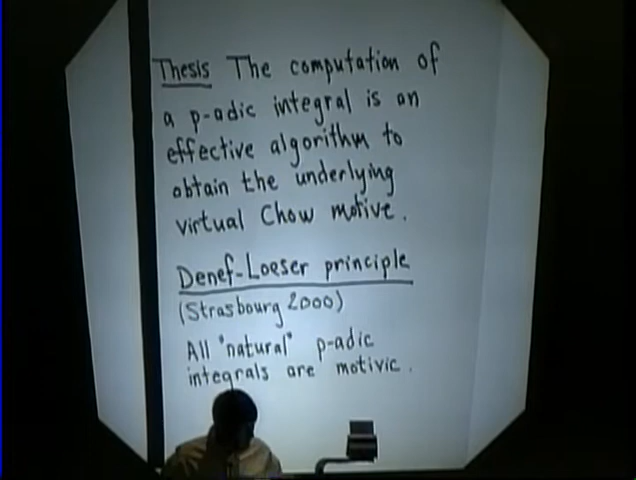 Thesis The computation of
a p-adic integral is an
effective algorithm to
obtain the underlying
virtual Chow motive.
Denef-Loeser principle
(Strasbourg 2000)
All "natural" p-adic
integrals are motivic.